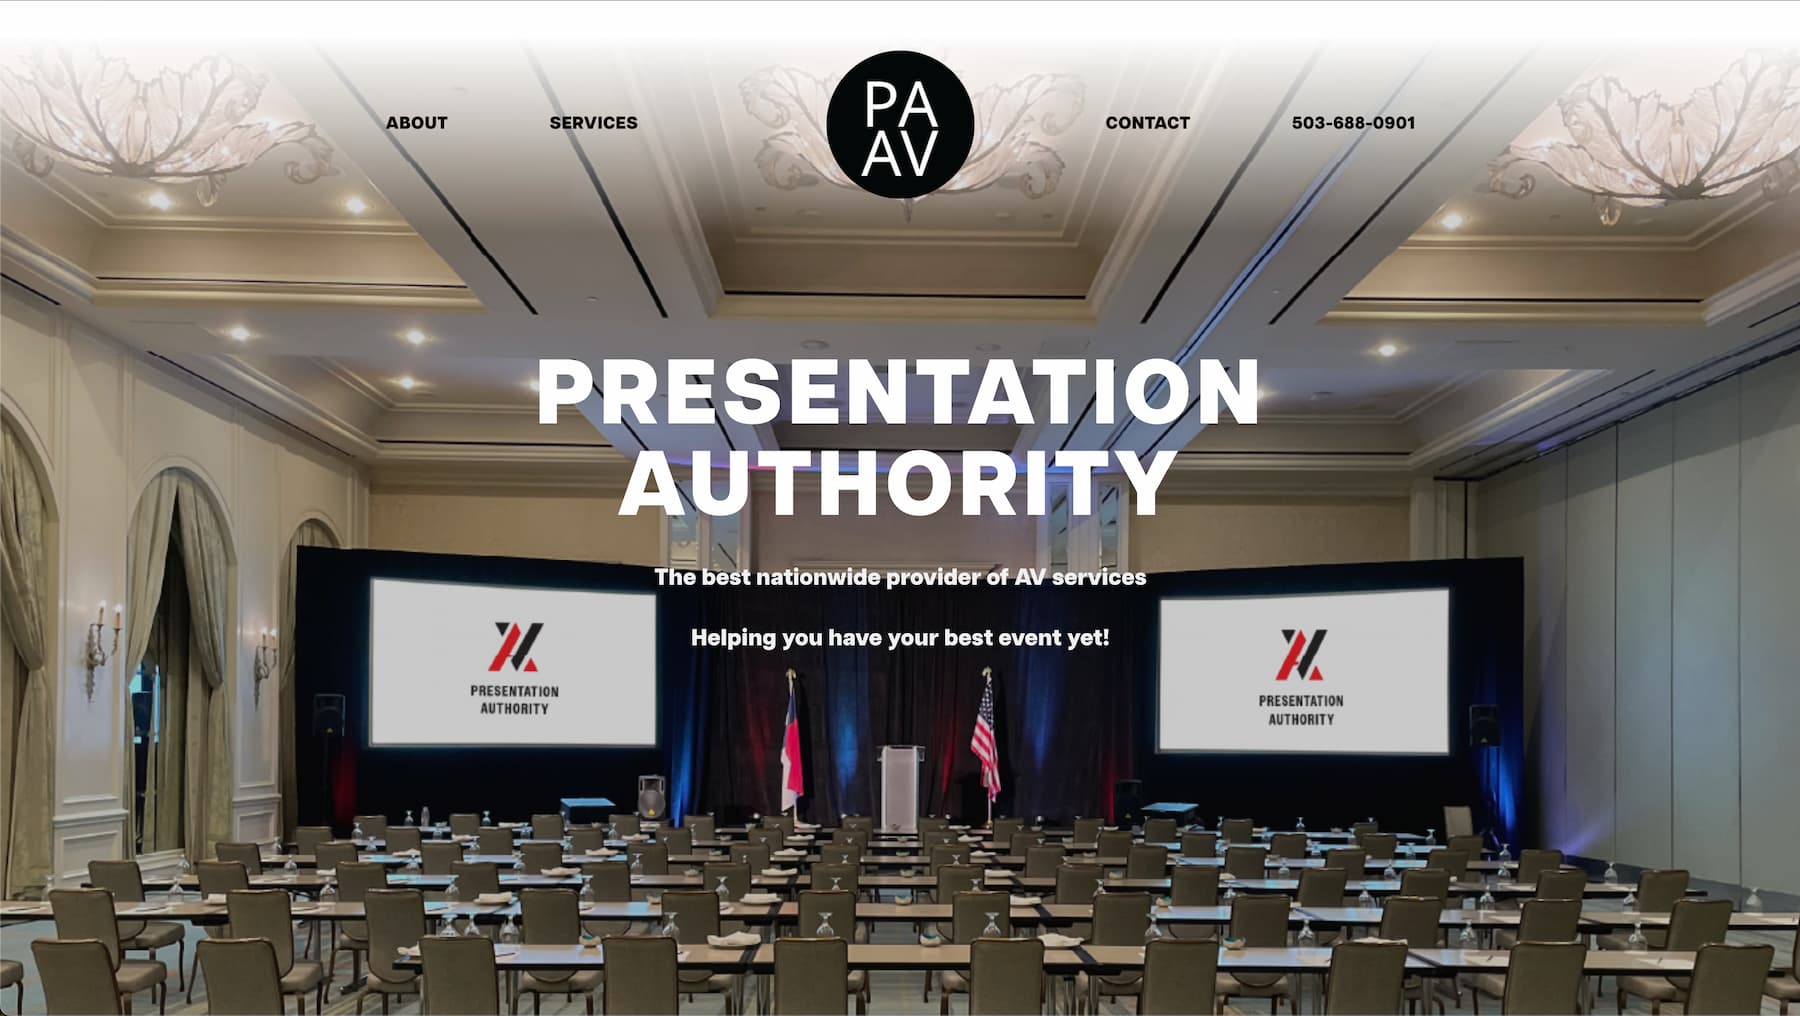 ABOUT
SERVICES
PA
AV
CONTACT
503-688-0901
PRESENTATION
AUTHORITY
The best nationwide provider of AV services
Helping you have your best event yet!
PRESENTATION
AUTHORITY
PRESENTATION
AUTHORITY